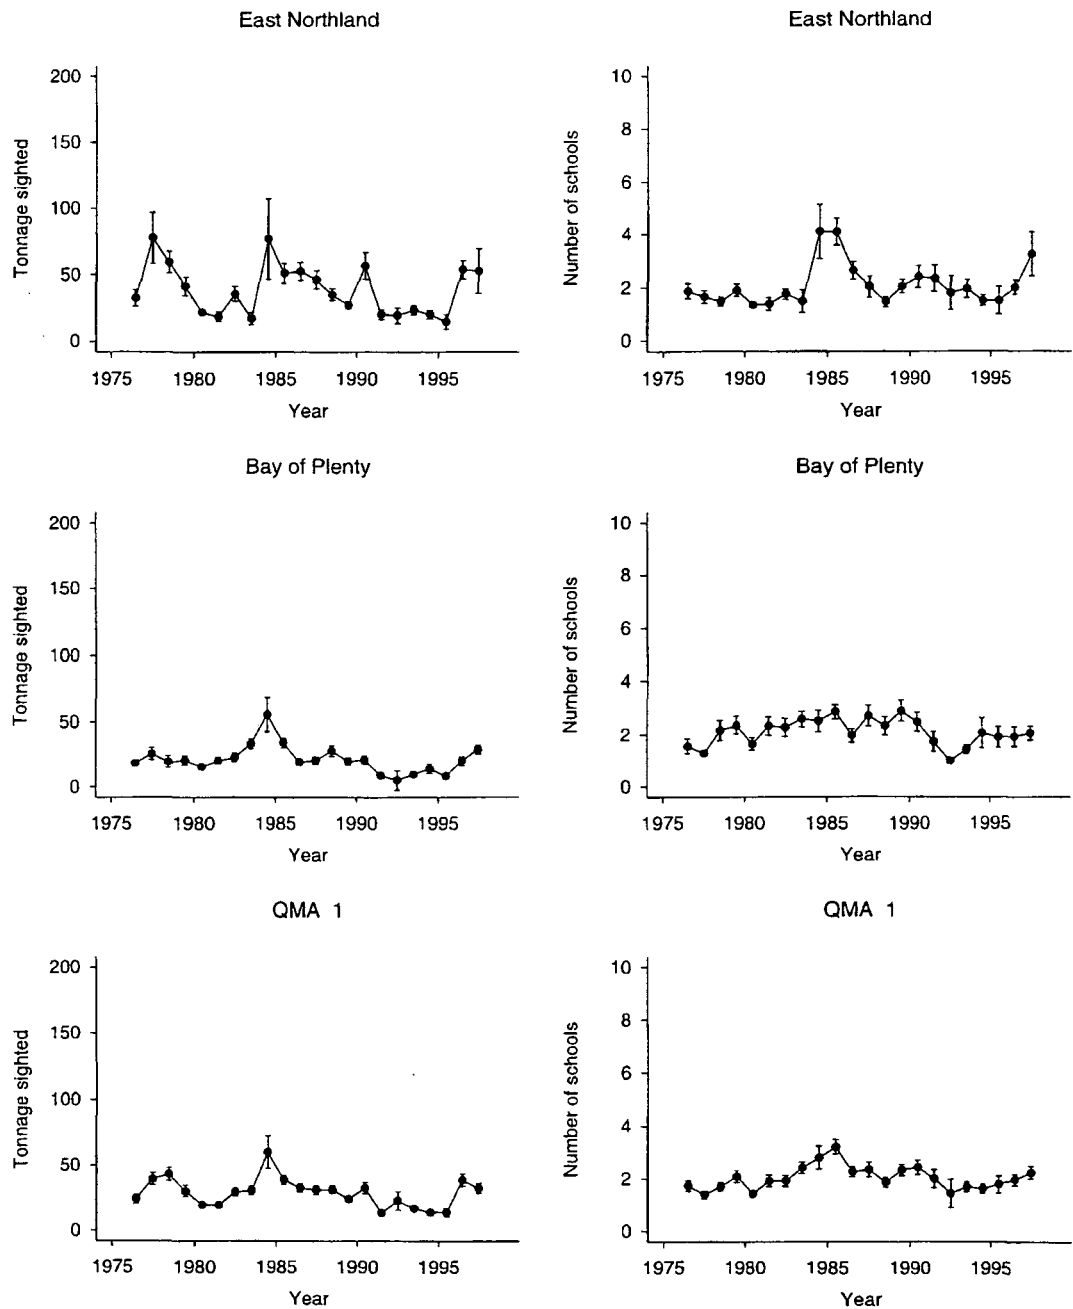 East Northland
East Northland
200
150
100
50
0
Tonnage sighted
1975 1980 1985 1990 1995
Year
10
8
6
4
2
0
Number of schools
1975 1980 1985 1990 1995
Year
Bay of Plenty
Bay of Plenty
200
150
100
50
0
Tonnage sighted
1975 1980 1985 1990 1995
Year
10
8
6
4
2
0
Number of schools
1975 1980 1985 1990 1995
Year
QMA 1
QMA 1
200
150
100
50
0
Tonnage sighted
1975 1980 1985 1990 1995
Year
10
8
6
4
2
0
Number of schools
1975 1980 1985 1990 1995
Year